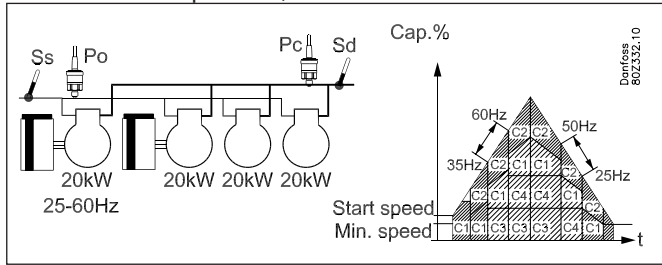 Ss
Po
Pc
Sd
20kW 20kW 20kW 20kW
25-60Hz
Cap.%
Danfoss
80Z332.10
60Hz
50Hz
35Hz
25Hz
C2 C2
C2 C1 C1 C2
C2 C1 C4 C4 C1 C2
Start speed
Min. speed
C1 C1 C3 C3 C3 C4 C1
t